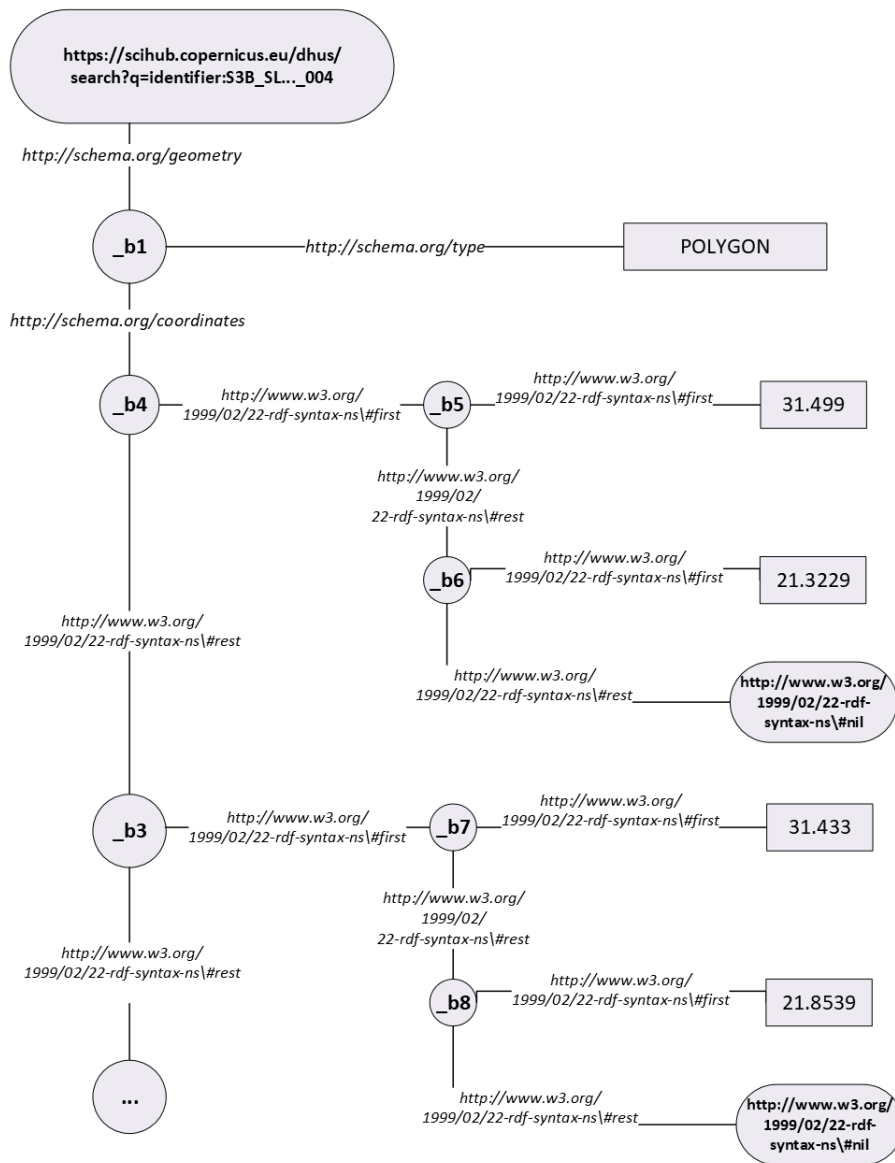 https://scihub.copernicus.eu/dhus/
search?q=identifier:S3B_SL..._004
http://schema.org/geometry
_b1
http://schema.org/type
POLYGON
http://schema.org/coordinates
_b4
http://www.w3.org/
1999/02/22-rdf-syntax-ns\#first
_b5
http://www.w3.org/
1999/02/22-rdf-syntax-ns\#first
31.499
http://www.w3.org/
1999/02/
22-rdf-syntax-ns\#rest
_b6
http://www.w3.org/
1999/02/22-rdf-syntax-ns\#first
21.3229
http://www.w3.org/
1999/02/22-rdf-syntax-ns\#rest
http://www.w3.org/
1999/02/22-rdf-syntax-ns\#rest
http://www.w3.org/
1999/02/22-rdf-
syntax-ns\#nil
_b3
http://www.w3.org/
1999/02/22-rdf-syntax-ns\#first
_b7
http://www.w3.org/
1999/02/22-rdf-syntax-ns\#first
31.433
http://www.w3.org/
1999/02/
22-rdf-syntax-ns\#rest
http://www.w3.org/
1999/02/22-rdf-syntax-ns\#rest
_b8
http://www.w3.org/
1999/02/22-rdf-syntax-ns\#first
21.8539
...
http://www.w3.org/
1999/02/22-rdf-syntax-ns\#rest
http://www.w3.org/
1999/02/22-rdf-
syntax-ns\#nil